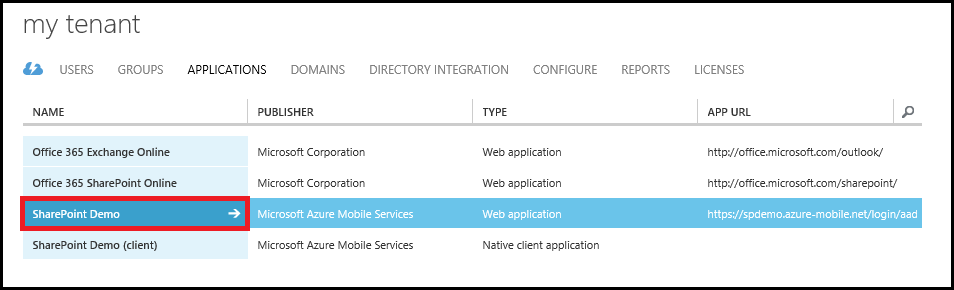 my tenant
USERS GROUPS APPLICATIONS DOMAINS DIRECTORY INTEGRATION CONFIGURE REPORTS LICENSES
NAME PUBLISHER TYPE APP URL
Office 365 Exchange Online Microsoft Corporation Web application http://office.microsoft.com/outlook/
Office 365 SharePoint Online Microsoft Corporation Web application http://office.microsoft.com/sharepoint/
SharePoint Demo → Microsoft Azure Mobile Services Web application https://spdemo.azure-mobile.net/login/aad
SharePoint Demo (client) Microsoft Azure Mobile Services Native client application